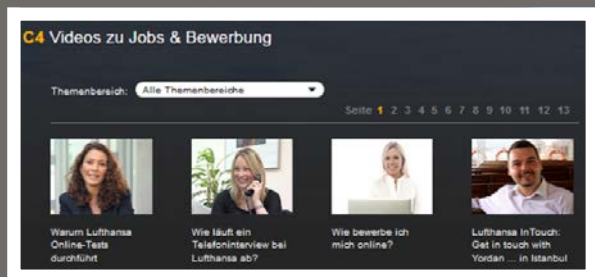 C4 Videos zu Jobs & Bewerbung
Themenbereich: Alle Themenbereiche
Seite 1 2 3 4 5 6 7 8 9 10 11 12 13
Warum Lufthansa
Online-Tests
durchführt
Wie läuft ein
Telefoninterview bei
Lufthansa ab?
Wie bewerbe ich
mich online?
Lufthansa InTouch:
Get in touch with
Yordan ... in Istanbul